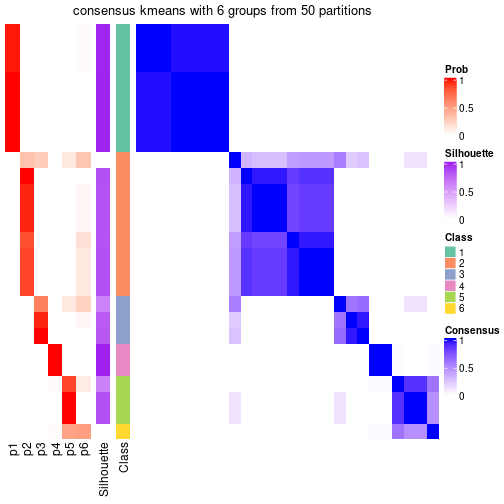 consensus kmeans with 6 groups from 50 partitions
Prob
1
0.5
0
Silhouette
1
0.5
0
Class
1
2
3
4
5
6
Consensus
1
0.5
0
p1
p2
p3
p4
p5
p6
Silhouette
Class